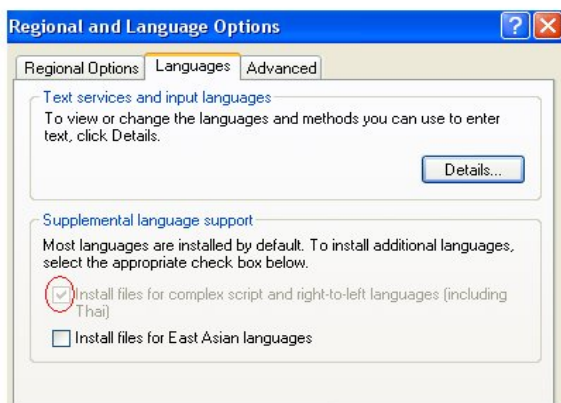 Regional and Language Options
Regional Options Languages Advanced
Text services and input languages
To view or change the languages and methods you can use to enter
text, click Details.
Details...
Supplemental language support
Most languages are installed by default. To install additional languages,
select the appropriate check box below.
Install files for complex script and right-to-left languages (including
Thai)
Install files for East Asian languages